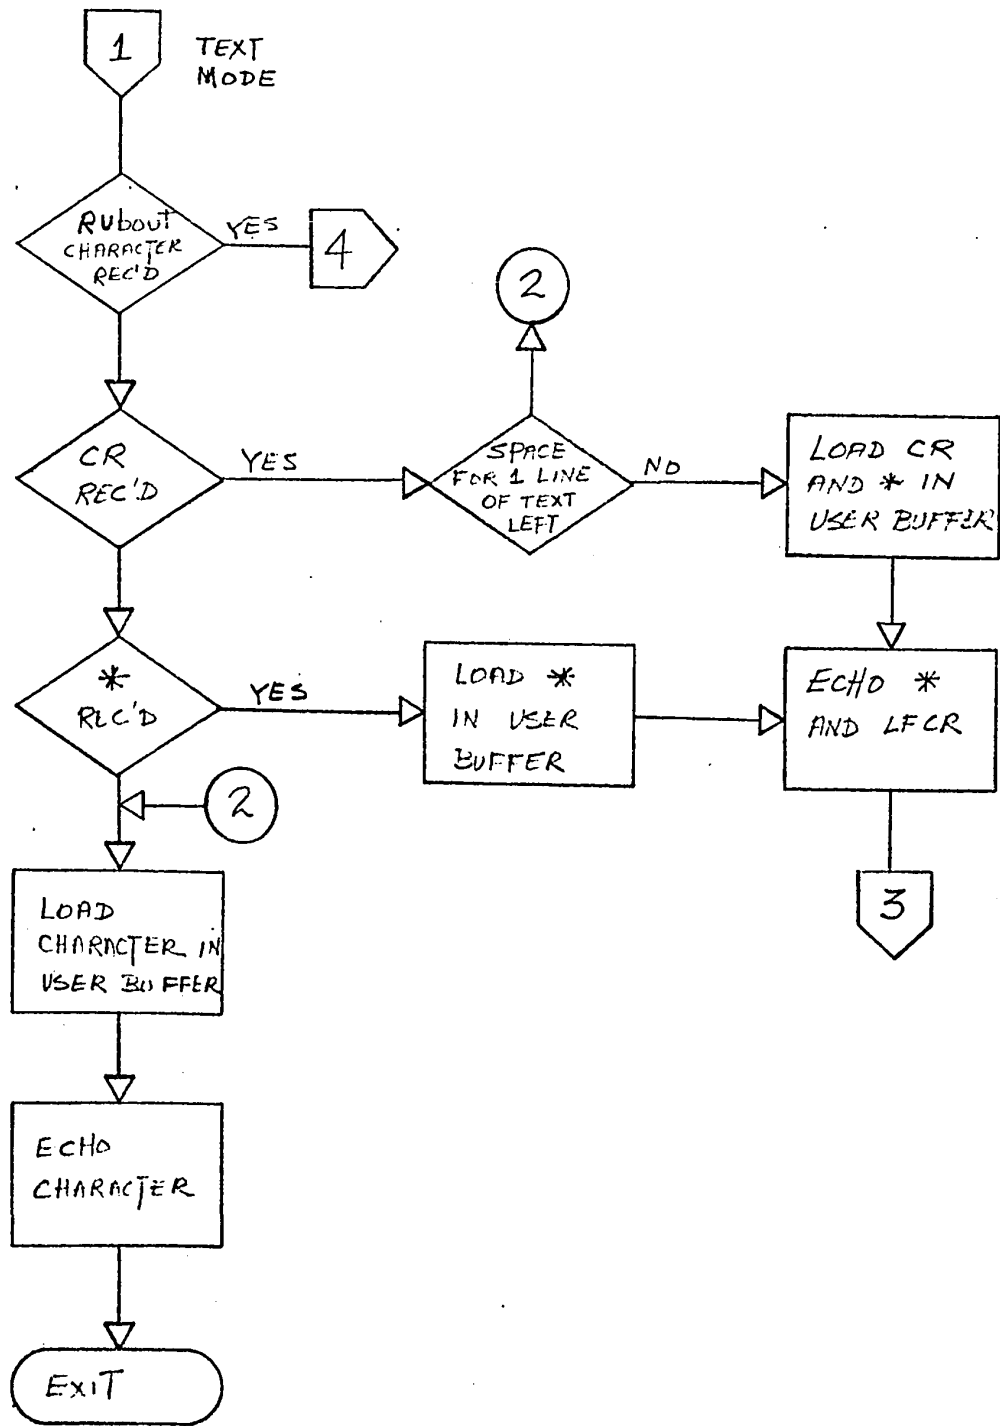 1
TEXT
MODE
RUbouT
CHARACTER
REC'D
YES
4
2
CR
REC'D
YES
SPACE
FOR 1 LINE
OF TEXT
LEFT
NO
LOAD CR
AND * IN
USER BUFFER
*
REC'D
YES
LOAD *
IN USER
BUFFER
ECHO *
AND LFCR
2
3
LOAD
CHARACTER IN
USER BUFFER
ECHO
CHARACTER
EXIT